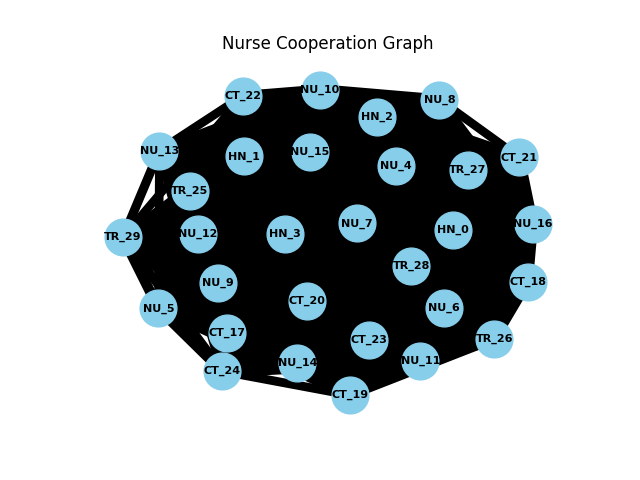 Nurse Cooperation Graph
NU_10
CT_22
NU_8
HN_2
NU_13
NU_15
HN_1
CT_21
NU_4
TR_27
TR_25
NU_7
NU_16
HN_0
TR_29
NU_12
HN_3
TR_28
NU_9
CT_18
CT_20
NU_5
NU_6
CT_17
CT_23
TR_26
NU_14
NU_11
CT_24
CT_19